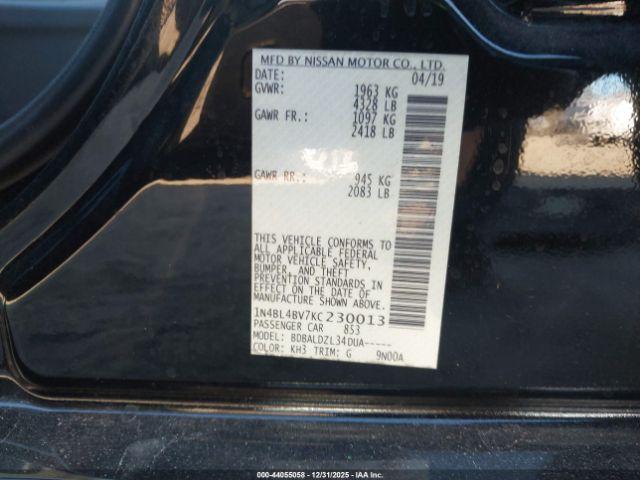 MFD BY NISSAN MOTOR CO., LTD.
DATE: 04/19
GVWR: 1963 KG
4328 LB
GAWR FR.: 1097 KG
2418 LB
GAWR RR.: 945 KG
2083 LB
THIS VEHICLE CONFORMS TO
ALL APPLICABLE FEDERAL
MOTOR VEHICLE SAFETY,
BUMPER, AND THEFT
PREVENTION STANDARDS IN
EFFECT ON THE DATE OF
MANUFACTURE SHOWN ABOVE.
1N4BL4BV7KC230013
PASSENGER CAR 853
MODEL: BDBALDZL34DUA-----
COLOR: KH3 TRIM: G 9N00A
000-44055058 - 12/31/2025 - IAA Corp.